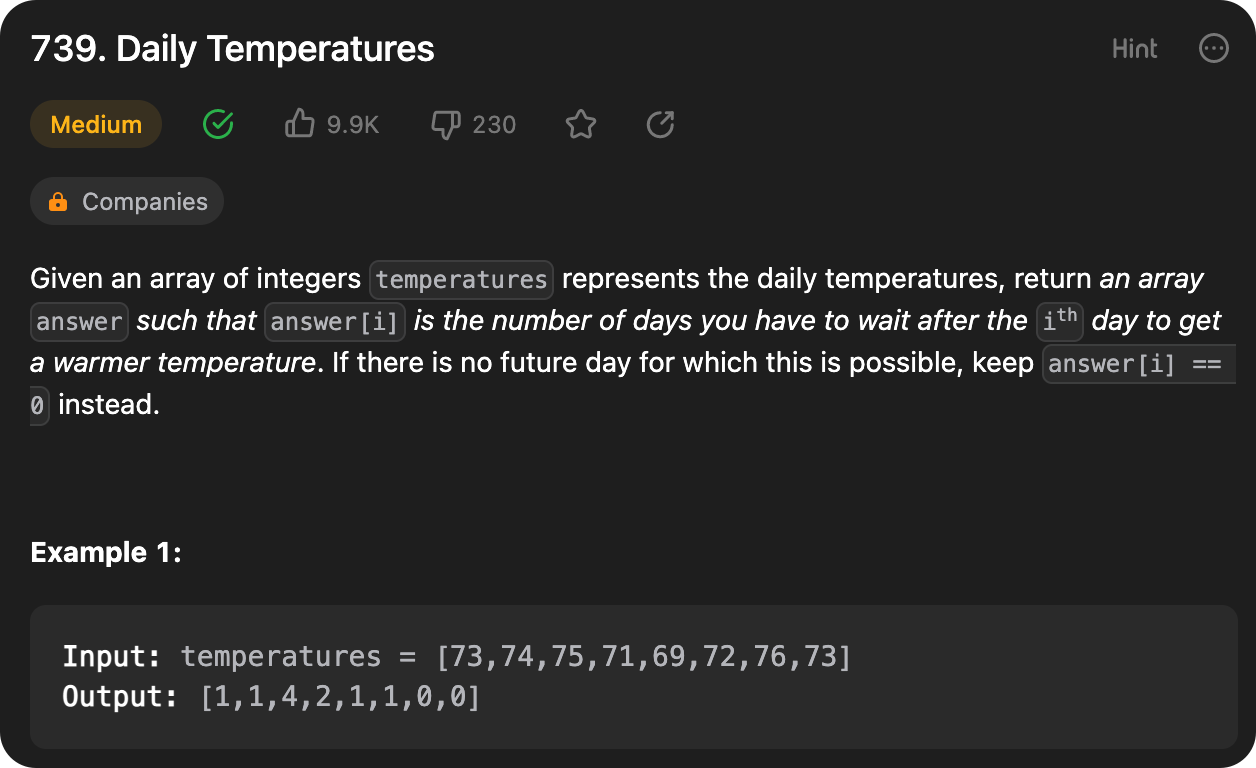 739. Daily Temperatures
Hint
Medium
9.9K
230
Companies
Given an array of integers temperatures represents the daily temperatures, return an array
answer such that answer[i] is the number of days you have to wait after the ith day to get
a warmer temperature. If there is no future day for which this is possible, keep answer[i] ==
0 instead.
Example 1:
Input: temperatures = [73,74,75,71,69,72,76,73]
Output: [1,1,4,2,1,1,0,0]